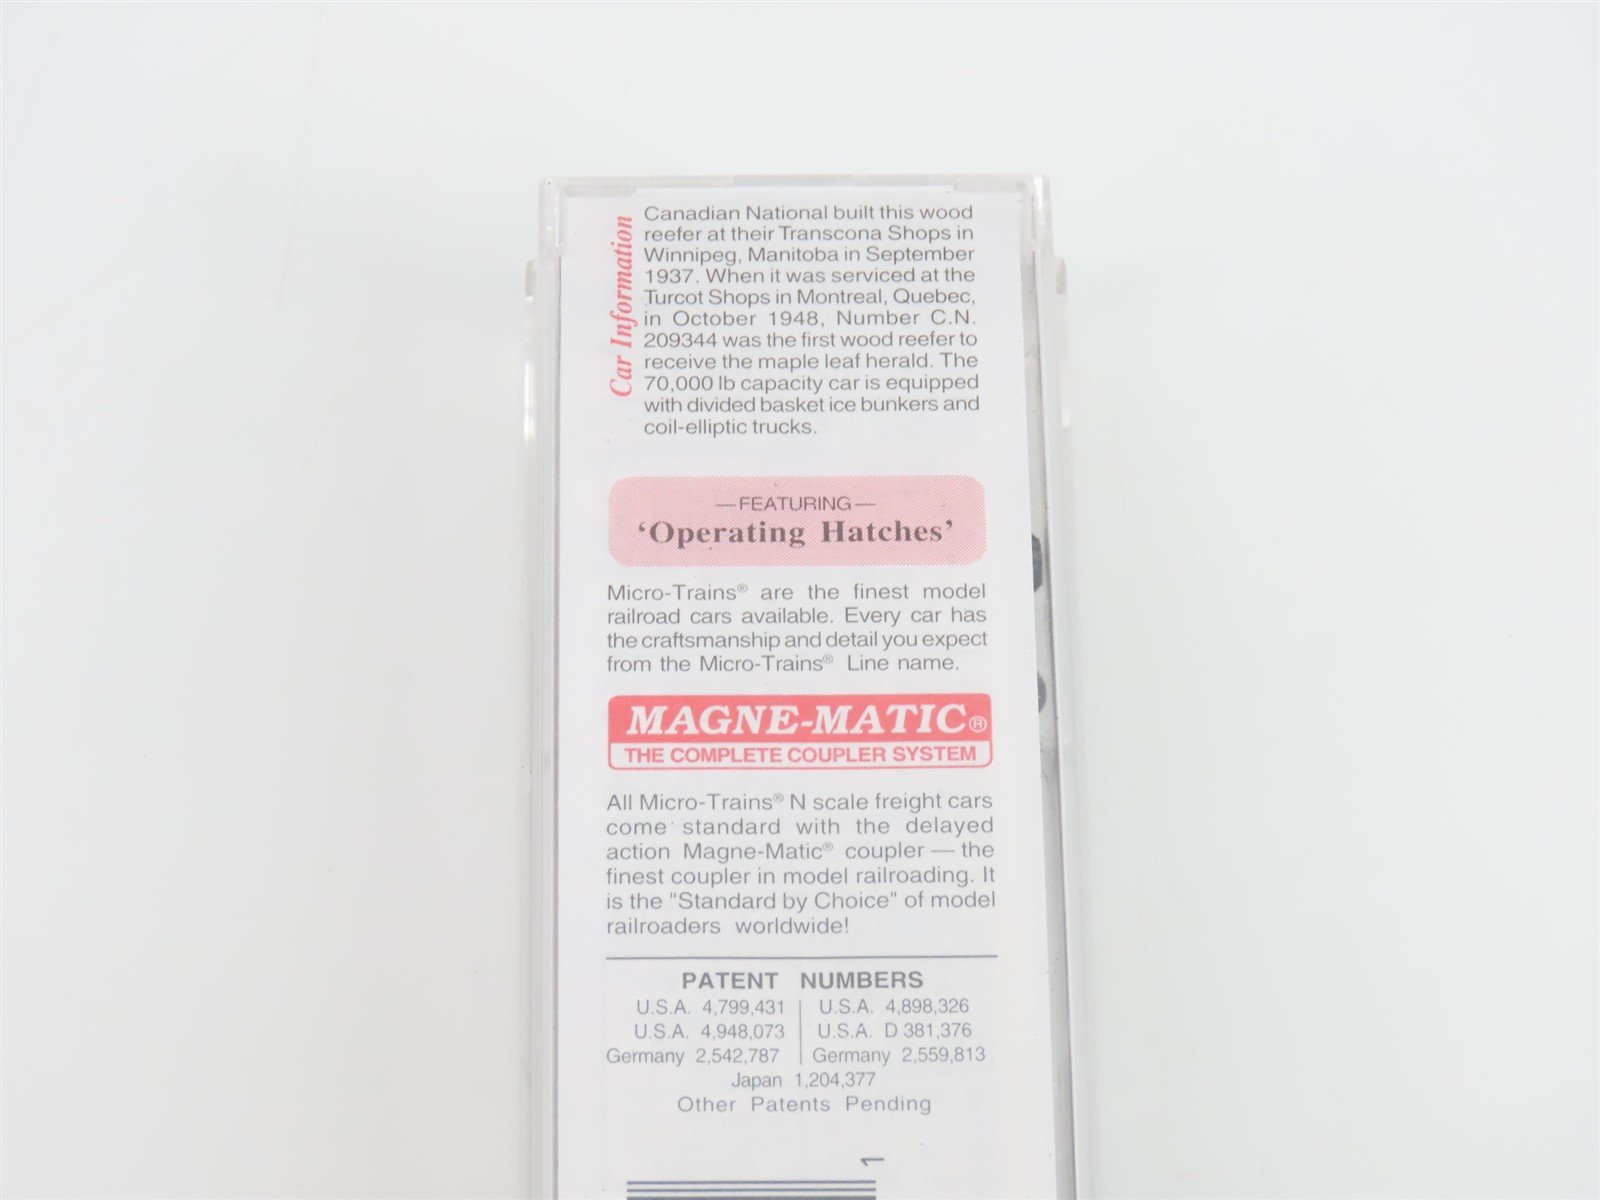 Car Information
Canadian National built this wood
reefer at their Transcona Shops in
Winnipeg, Manitoba in September
1937. When it was serviced at the
Turcot Shops in Montreal, Quebec,
in October 1948, Number C.N.
209344 was the first wood reefer to
receive the maple leaf herald. The
70,000 lb capacity car is equipped
with divided basket ice bunkers and
coil-elliptic trucks.
—FEATURING—
‘Operating Hatches’
Micro-Trains® are the finest model
railroad cars available. Every car has
the craftsmanship and detail you expect
from the Micro-Trains® Line name.
MAGNE-MATIC®
THE COMPLETE COUPLER SYSTEM
All Micro-Trains® N scale freight cars
come standard with the delayed
action Magne-Matic® coupler — the
finest coupler in model railroading. It
is the "Standard by Choice" of model
railroaders worldwide!
PATENT NUMBERS
U.S.A. 4,799,431 | U.S.A. 4,898,326
U.S.A. 4,948,073 | U.S.A. D 381,376
Germany 2,542,787 | Germany 2,559,813
Japan 1,204,377
Other Patents Pending
1